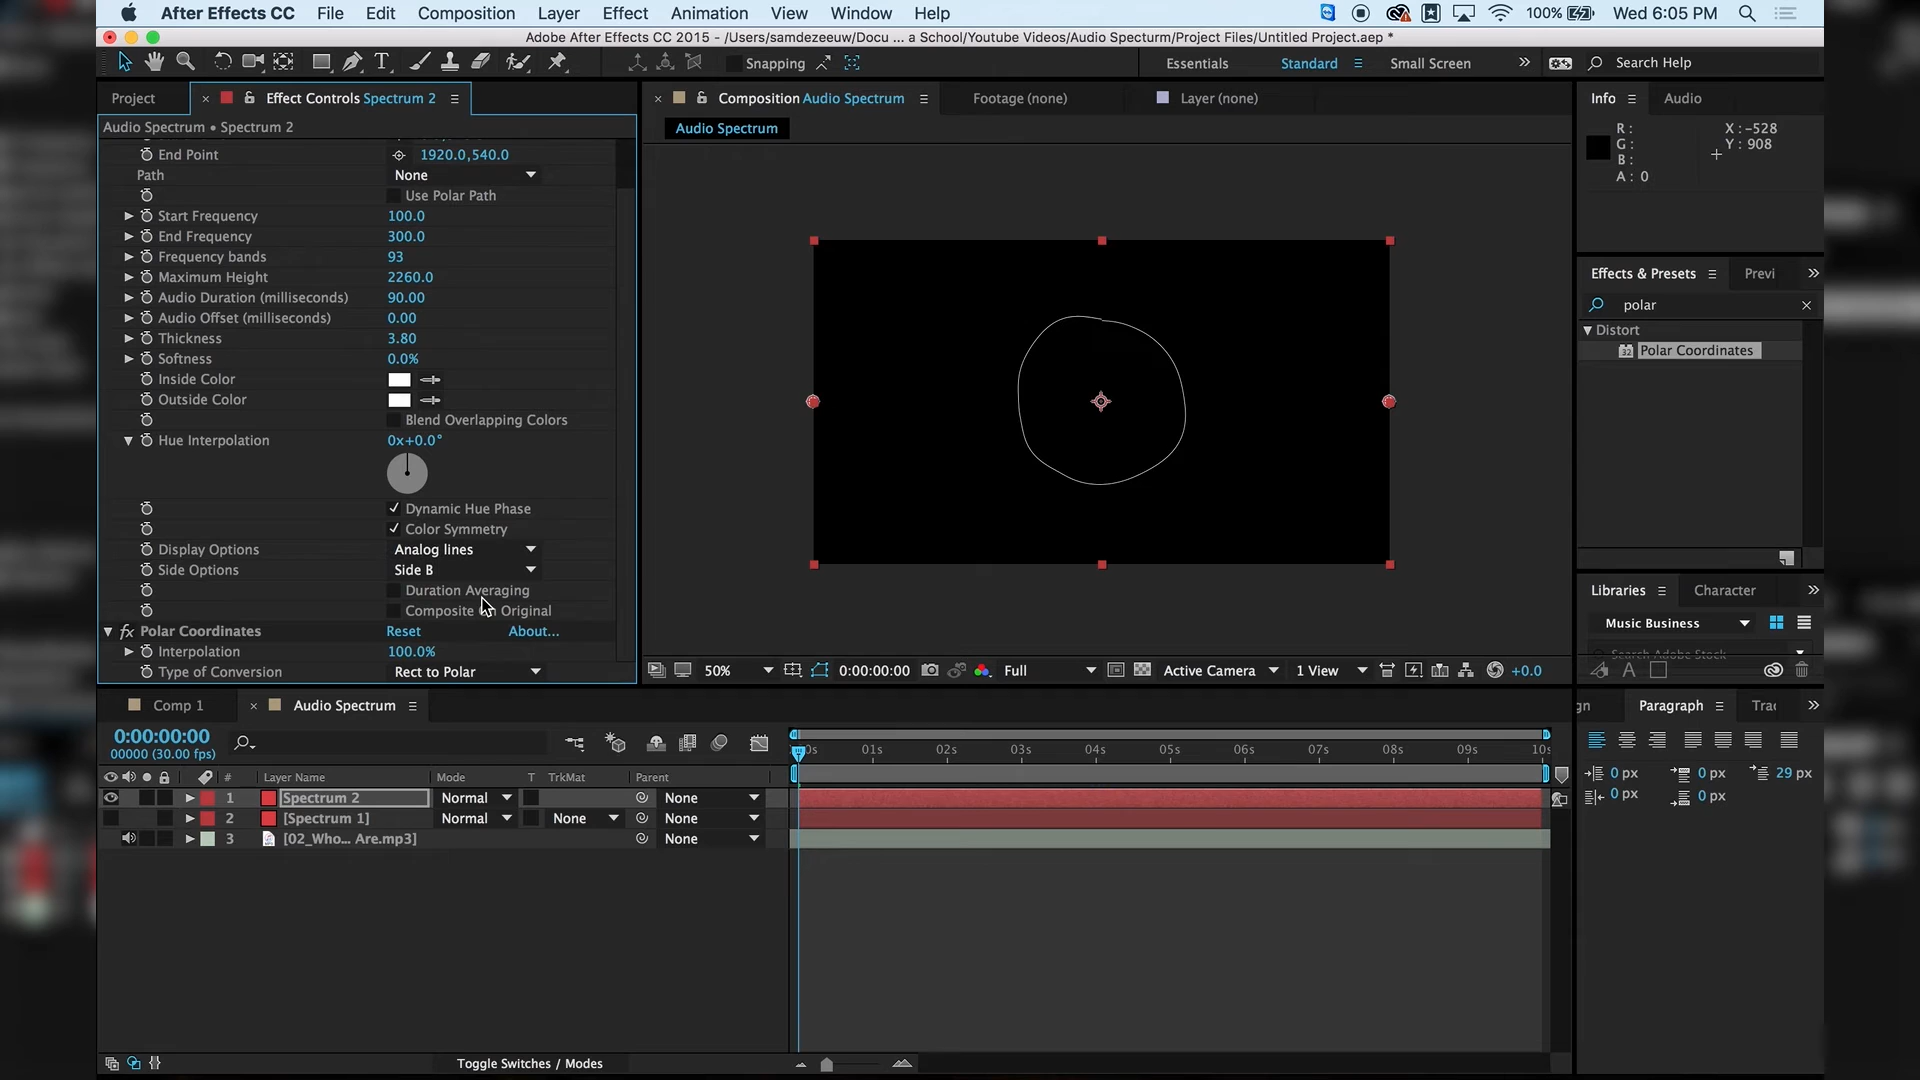 After Effects CC File Edit Composition Layer Effect Animation View Window Help 100% Wed 6:05 PM
Adobe After Effects CC 2015 - /Users/samdezeeuw/Docu ... a School/Youtube Videos/Audio Specturm/Project Files/Untitled Project.aep *
Snapping Essentials Standard Small Screen Search Help
Project Effect Controls Spectrum 2 Composition Audio Spectrum Footage (none) Layer (none) Info Audio
Audio Spectrum • Spectrum 2
Audio Spectrum
R :
G :
B :
A : 0
X : -528
Y : 908
End Point 1920.0,540.0
Path None
Use Polar Path
Start Frequency 100.0
End Frequency 300.0
Frequency bands 93
Maximum Height 2260.0
Audio Duration (milliseconds) 90.00
Audio Offset (milliseconds) 0.00
Thickness 3.80
Softness 0.0%
Inside Color
Outside Color
Blend Overlapping Colors
Hue Interpolation 0x+0.0°
Dynamic Hue Phase
Color Symmetry
Display Options Analog lines
Side Options Side B
Duration Averaging
Composite On Original
fx Polar Coordinates Reset About...
Interpolation 100.0%
Type of Conversion Rect to Polar
Effects & Presets Previ
polar
Distort
32 Polar Coordinates
Libraries Character
Music Business
Search Adobe Stock
50% 0:00:00:00 Full Active Camera 1 View +0.0
Comp 1 Audio Spectrum
gn Paragraph Trac
0:00:00:00
00000 (30.00 fps)
0s 01s 02s 03s 04s 05s 06s 07s 08s 09s 10s
# Layer Name Mode T TrkMat Parent
1 Spectrum 2 Normal None
2 [Spectrum 1] Normal None None
3 [02_Who... Are.mp3] None
0 px 0 px 29 px
0 px 0 px
Toggle Switches / Modes